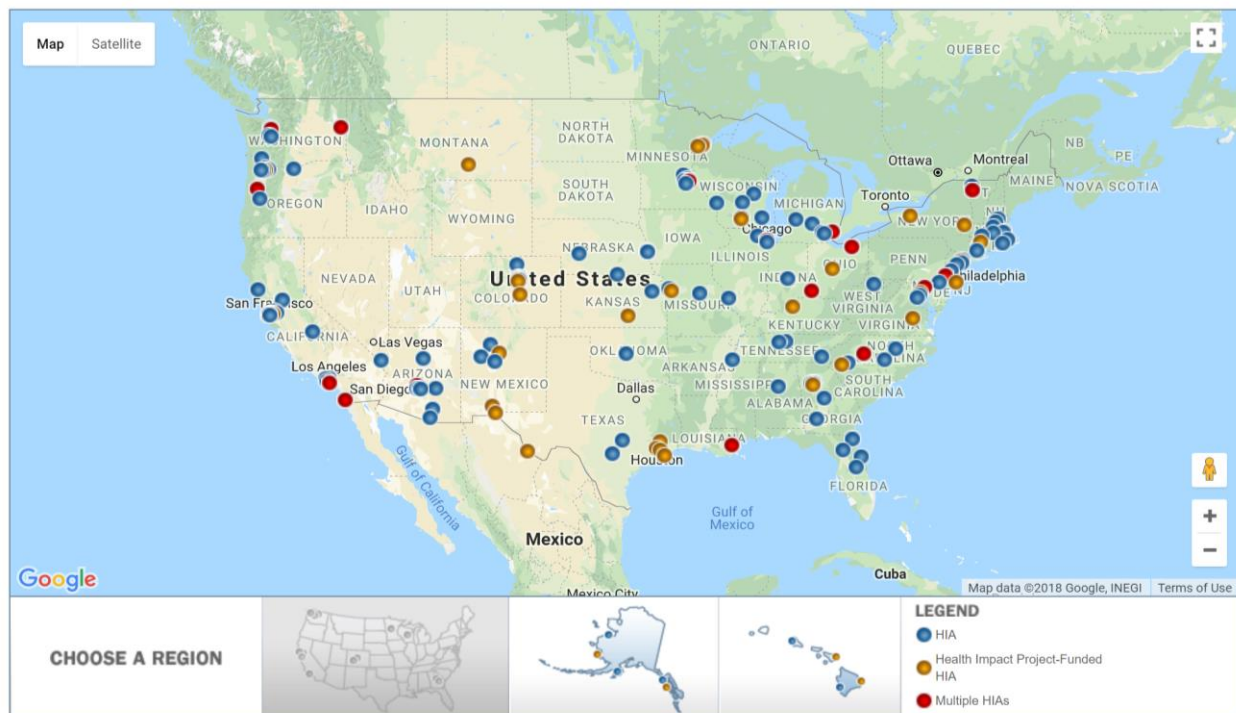 Map
Satellite
ONTARIO
QUEBEC
NB
PE
NOVA SCOTIA
MAINE
Ottawa
Montreal
Toronto
WASHINGTON
MONTANA
NORTH
DAKOTA
MINNESOTA
SOUTH
DAKOTA
WISCONSIN
MICHIGAN
NEW YORK
NH
OREGON
IDAHO
WYOMING
IOWA
Chicago
NEBRASKA
ILLINOIS
INDIANA
OHIO
PENN
Philadelphia
NEVADA
UTAH
COLORADO
United States
KANSAS
MISSOURI
WEST
VIRGINIA
DE
NJ
San Francisco
CALIFORNIA
KENTUCKY
VIRGINIA
Las Vegas
OKLAHOMA
TENNESSEE
NORTH
CAROLINA
Los Angeles
ARIZONA
NEW MEXICO
ARKANSAS
San Diego
Dallas
MISSISSIPPI
SOUTH
CAROLINA
ALABAMA
TEXAS
GEORGIA
LOUISIANA
Houston
FLORIDA
Gulf of California
Gulf of
Mexico
Mexico
Cuba
Mexico City
Google
Map data ©2018 Google, INEGI
Terms of Use
CHOOSE A REGION
LEGEND
HIA
Health Impact Project-Funded
HIA
Multiple HIAs